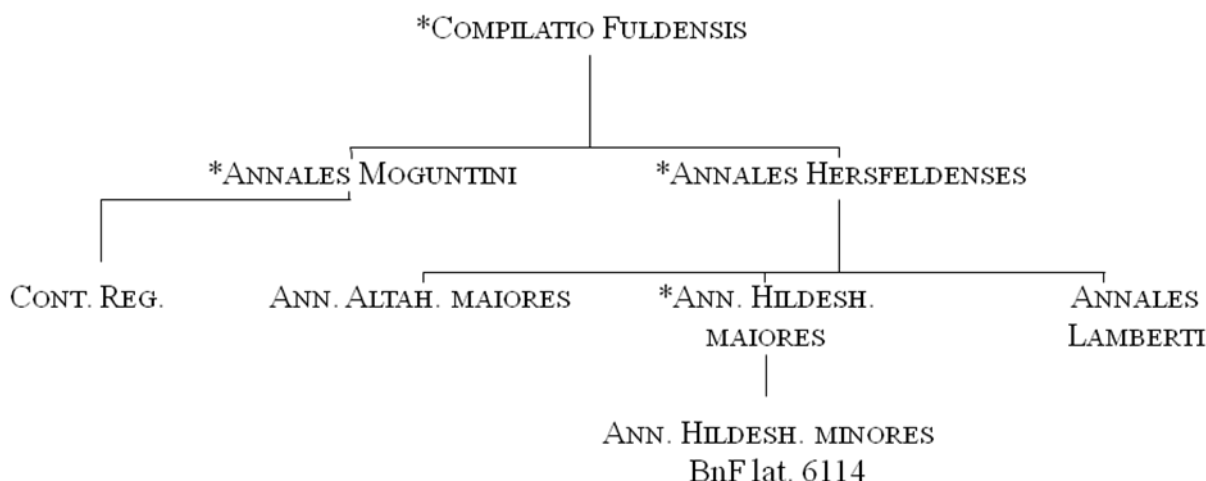 *COMPILATIO FULDENSIS
*ANNALES MOGUNTINI
*ANNALES HERSFELDENSES
CONT. REG.
ANN. ALTAH. MAIORES
*ANN. HILDESH.
MAIORES
ANNALES
LAMBERTI
ANN. HILDESH. MINORES
BnF lat. 6114